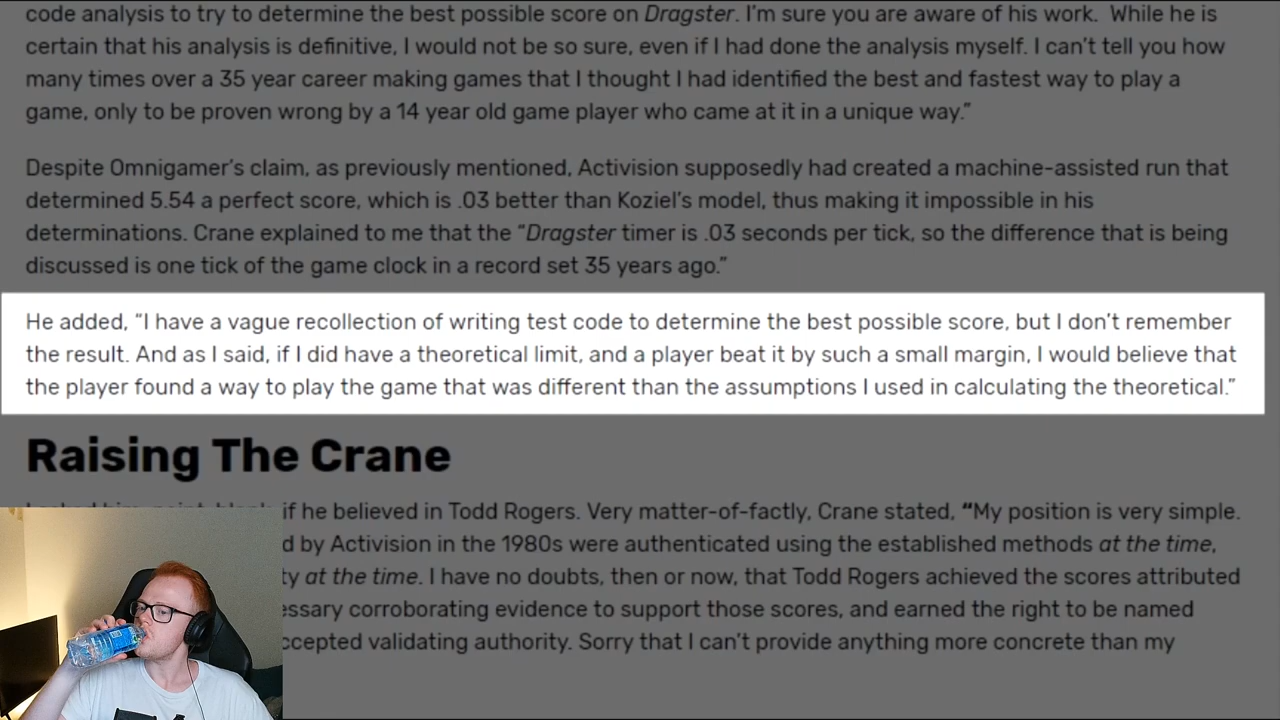 code analysis to try to determine the best possible score on Dragster. I’m sure you are aware of his work. While he is
certain that his analysis is definitive, I would not be so sure, even if I had done the analysis myself. I can’t tell you how
many times over a 35 year career making games that I thought I had identified the best and fastest way to play a
game, only to be proven wrong by a 14 year old game player who came at it in a unique way.”
Despite Omnigamer’s claim, as previously mentioned, Activision supposedly had created a machine-assisted run that
determined 5.54 a perfect score, which is .03 better than Koziel’s model, thus making it impossible in his
determinations. Crane explained to me that the “Dragster timer is .03 seconds per tick, so the difference that is being
discussed is one tick of the game clock in a record set 35 years ago.”
He added, “I have a vague recollection of writing test code to determine the best possible score, but I don’t remember
the result. And as I said, if I did have a theoretical limit, and a player beat it by such a small margin, I would believe that
the player found a way to play the game that was different than the assumptions I used in calculating the theoretical.”
Raising The Crane
if he believed in Todd Rogers. Very matter-of-factly, Crane stated, “My position is very simple.
d by Activision in the 1980s were authenticated using the established methods at the time,
ty at the time. I have no doubts, then or now, that Todd Rogers achieved the scores attributed
essary corroborating evidence to support those scores, and earned the right to be named
ccepted validating authority. Sorry that I can’t provide anything more concrete than my